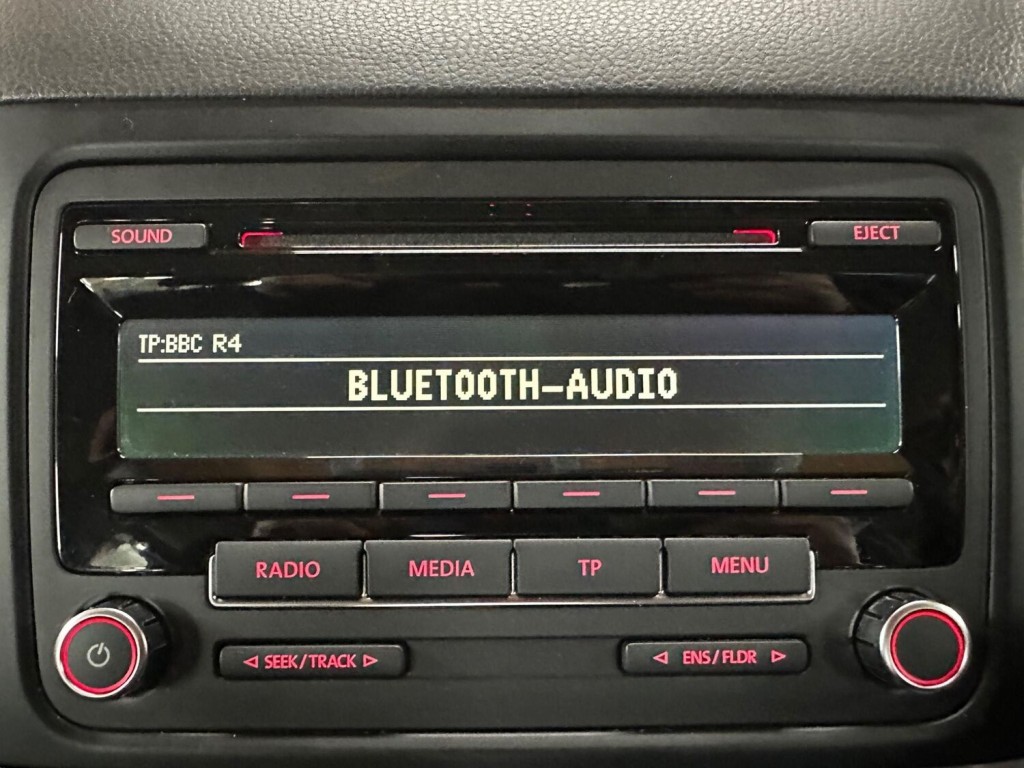 SOUND
EJECT
TP:BBC R4
BLUETOOTH-AUDIO
RADIO MEDIA TP MENU
SEEK/TRACK
ENS/FLDR